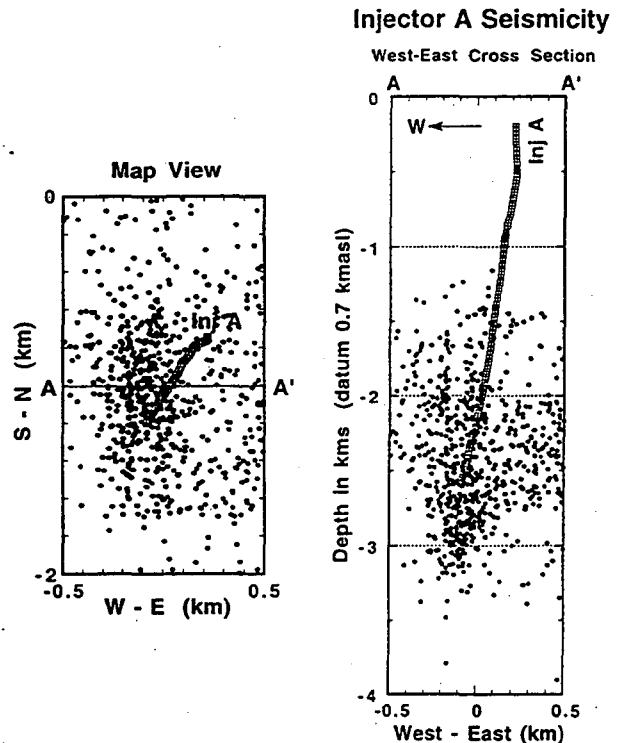 Injector A Seismicity
West-East Cross Section
A A'
0
W
Inj A
-1
-2
-3
-4
Depth in kms (datum 0.7 kmasl)
-0.5 0 0.5
West - East (km)
Map View
0
Inj A
A A'
S - N (km)
-2
-0.5 0.5
W - E (km)